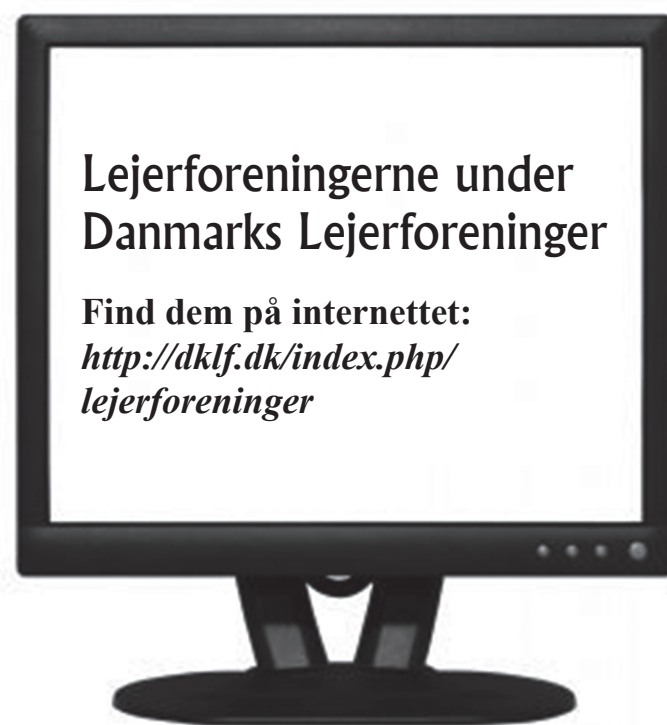 Lejerforeningerne under
Danmarks Lejerforeninger
Find dem på internettet:
http://dklf.dk/index.php/
lejerforeninger